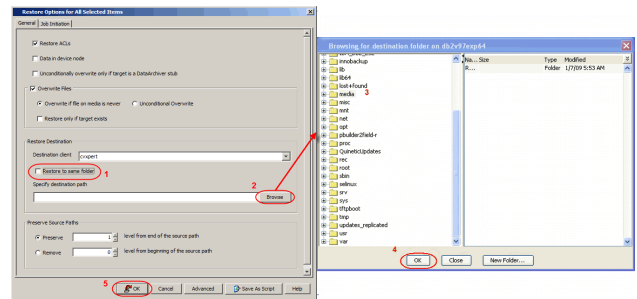 Restore Options for All Selected Items
General
Job Initiation
Restore ACLs
Data in device node
Unconditionally overwrite only if target is a DataArchiver stub
Overwrite Files
Overwrite if file on media is newer
Unconditional Overwrite
Restore only if target exists
Restore Destination
Destination client
cvxpert
Restore to same folder
1
Specify destination path
2
Browse
Preserve Source Paths
Preserve
1
level from end of the source path
Remove
0
level from beginning of the source path
5
OK
Cancel
Advanced
Save As Script
Help
Browsing for destination folder on db2v97exp64
innobackup
lib
lib64
lost+found
media
3
misc
mnt
net
opt
pbuilder2field-r
proc
QuineticUpdates
rec
root
sbin
selinux
srv
sys
tftpboot
tmp
updates_replicated
usr
var
Na... Size
Type
Modified
R...
Folder
1/7/09 5:53 AM
4
OK
Close
New Folder...